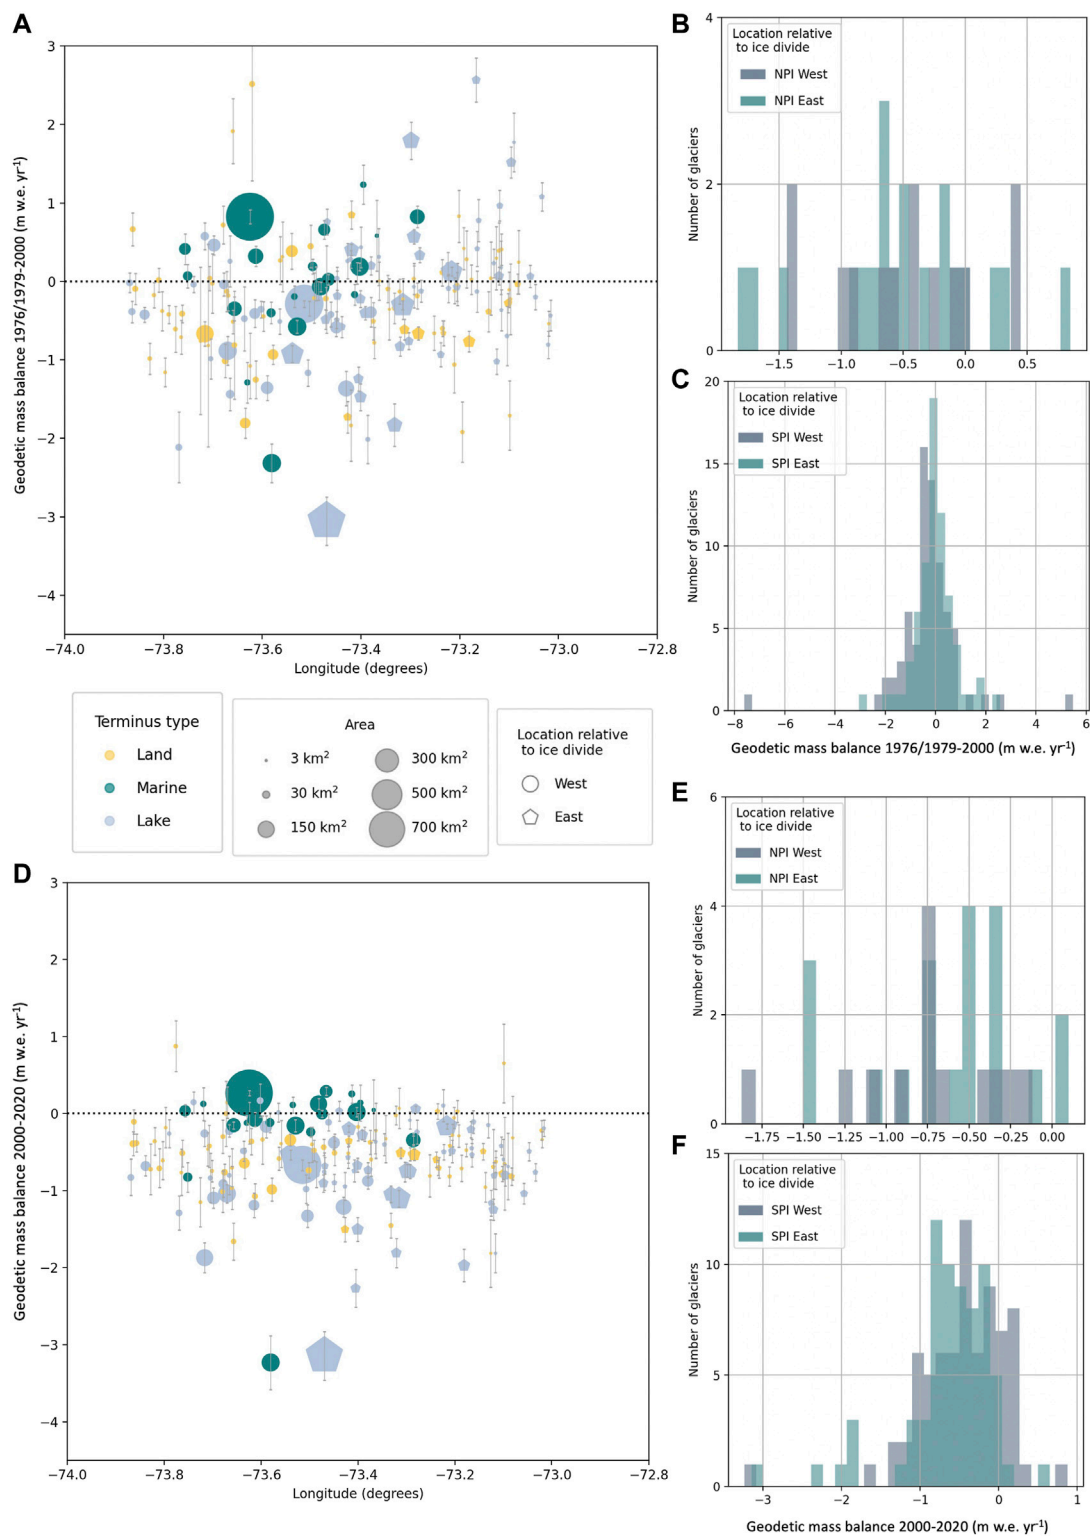 A
3
2
1
0
−1
−2
−3
−4
Geodetic mass balance 1976/1979-2000 (m w.e. yr⁻¹)
−74.0
−73.8
−73.6
−73.4
−73.2
−73.0
−72.8
Longitude (degrees)
B
4
2
0
Number of glaciers
Location relative
to ice divide
NPI West
NPI East
−1.5
−1.0
−0.5
0.0
0.5
C
20
15
10
5
0
Number of glaciers
Location relative
to ice divide
SPI West
SPI East
−8
−6
−4
−2
0
2
4
6
Geodetic mass balance 1976/1979-2000 (m w.e. yr⁻¹)
Terminus type
Land
Marine
Lake
Area
3 km²
30 km²
150 km²
300 km²
500 km²
700 km²
Location relative
to ice divide
West
East
D
3
2
1
0
−1
−2
−3
−4
Geodetic mass balance 2000-2020 (m w.e. yr⁻¹)
−74.0
−73.8
−73.6
−73.4
−73.2
−73.0
−72.8
Longitude (degrees)
E
6
4
2
0
Number of glaciers
Location relative
to ice divide
NPI West
NPI East
−1.75
−1.50
−1.25
−1.00
−0.75
−0.50
−0.25
0.00
F
15
10
5
0
Number of glaciers
Location relative
to ice divide
SPI West
SPI East
−3
−2
−1
0
1
Geodetic mass balance 2000-2020 (m w.e. yr⁻¹)